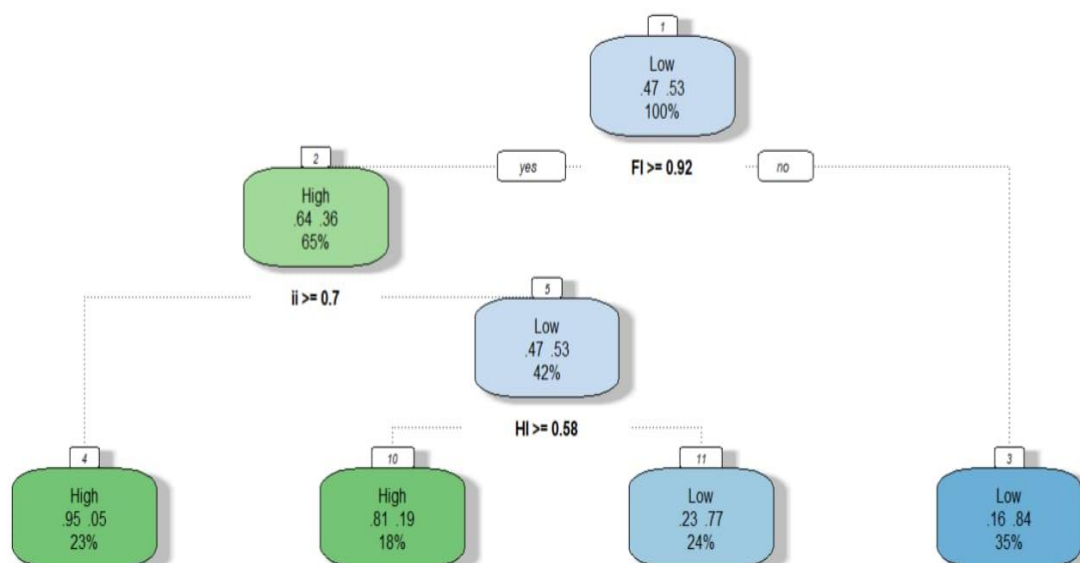 1
Low
.47 .53
100%
yes
FI >= 0.92
no
2
High
.64 .36
65%
ii >= 0.7
5
Low
.47 .53
42%
HI >= 0.58
4
High
.95 .05
23%
10
High
.81 .19
18%
11
Low
.23 .77
24%
3
Low
.16 .84
35%